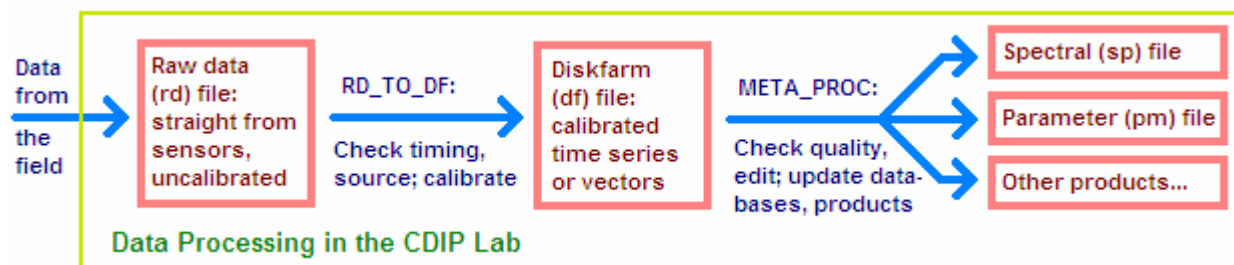 Data
from
the
field
Raw data
(rd) file:
straight from
sensors,
uncalibrated
RD_TO_DF:
Check timing,
source; calibrate
Diskfarm
(df) file:
calibrated
time series
or vectors
META_PROC:
Check quality,
edit; update data-
bases, products
Spectral (sp) file
Parameter (pm) file
Other products...
Data Processing in the CDIP Lab